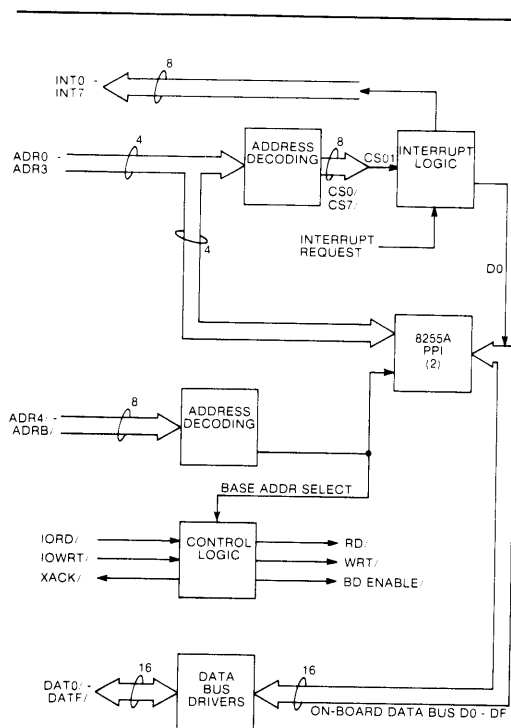 8
INT0 -
INT7
4
ADR0 -
ADR3
ADDRESS
DECODING
8
CS01
CS0/
CS7/
INTERRUPT
LOGIC
INTERRUPT
REQUEST
D0
4
8255A
PPI
(2)
8
ADR4/ -
ADRB/
ADDRESS
DECODING
BASE ADDR SELECT
IORD/
IOWRT/
XACK/
CONTROL
LOGIC
RD/
WRT/
BD ENABLE/
16
DAT0/ -
DATF/
DATA
BUS
DRIVERS
16
ON-BOARD DATA BUS D0 - DF